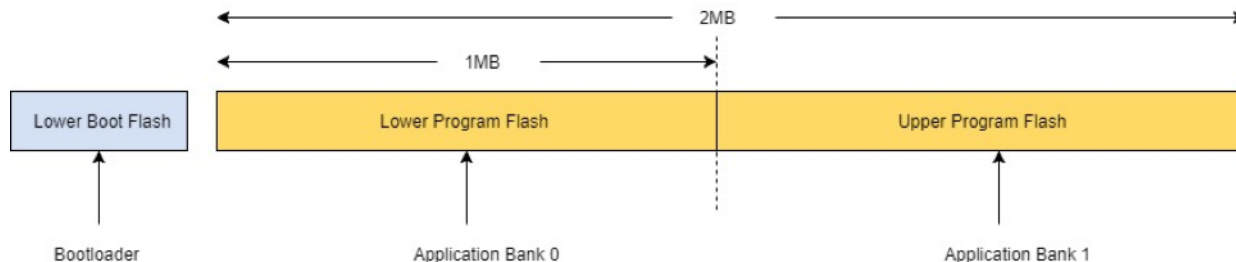 2MB
1MB
Lower Boot Flash
Lower Program Flash
Upper Program Flash
Bootloader
Application Bank 0
Application Bank 1